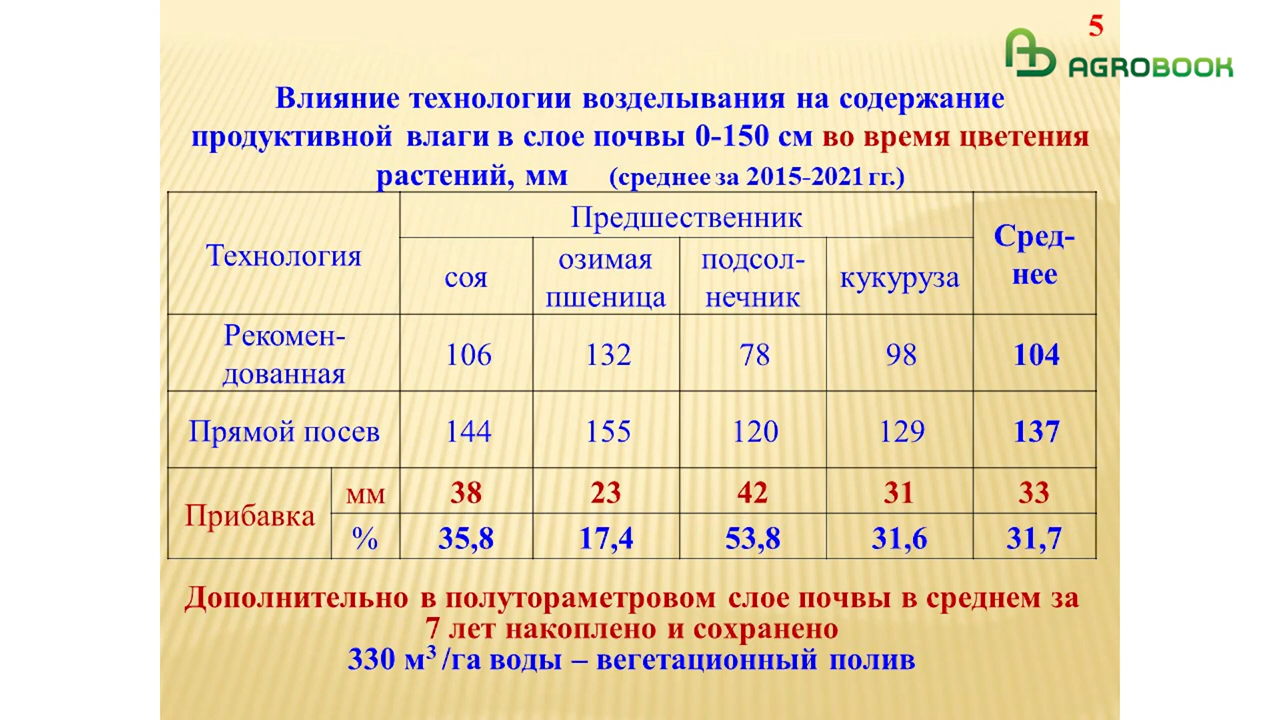 5
AGROBOOK
Влияние технологии возделывания на содержание
продуктивной влаги в слое почвы 0-150 см во время цветения
растений, мм (среднее за 2015-2021 гг.)
Технология
Предшественник
Сред-
нее
соя
озимая
пшеница
подсол-
нечник
кукуруза
Рекомен-
дованная
106 132 78 98 104
Прямой посев 144 155 120 129 137
Прибавка
мм 38 23 42 31 33
% 35,8 17,4 53,8 31,6 31,7
Дополнительно в полутораметровом слое почвы в среднем за
7 лет накоплено и сохранено
330 м³ /га воды – вегетационный полив